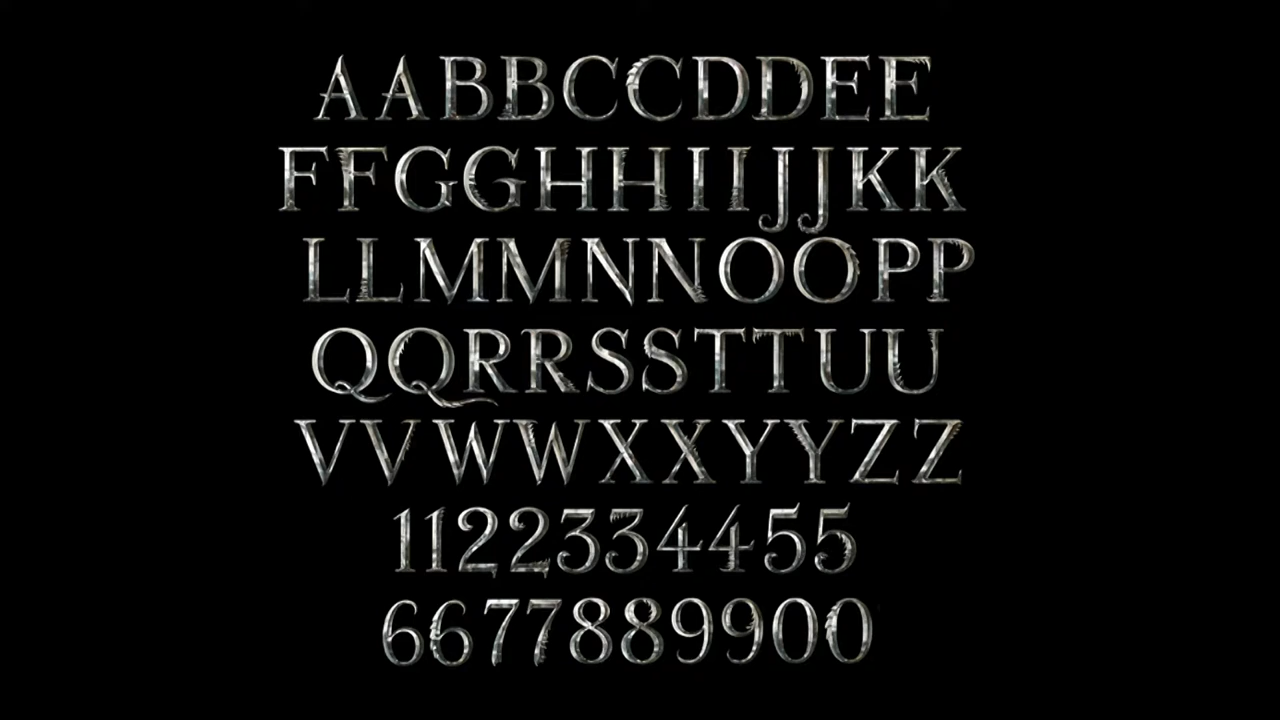 AABBCCDDEE
FFGGHHIIJJKK
LLMMNNOOPP
QQRRSSTTUU
VVWWXXYYZZ
1122334455
6677889900